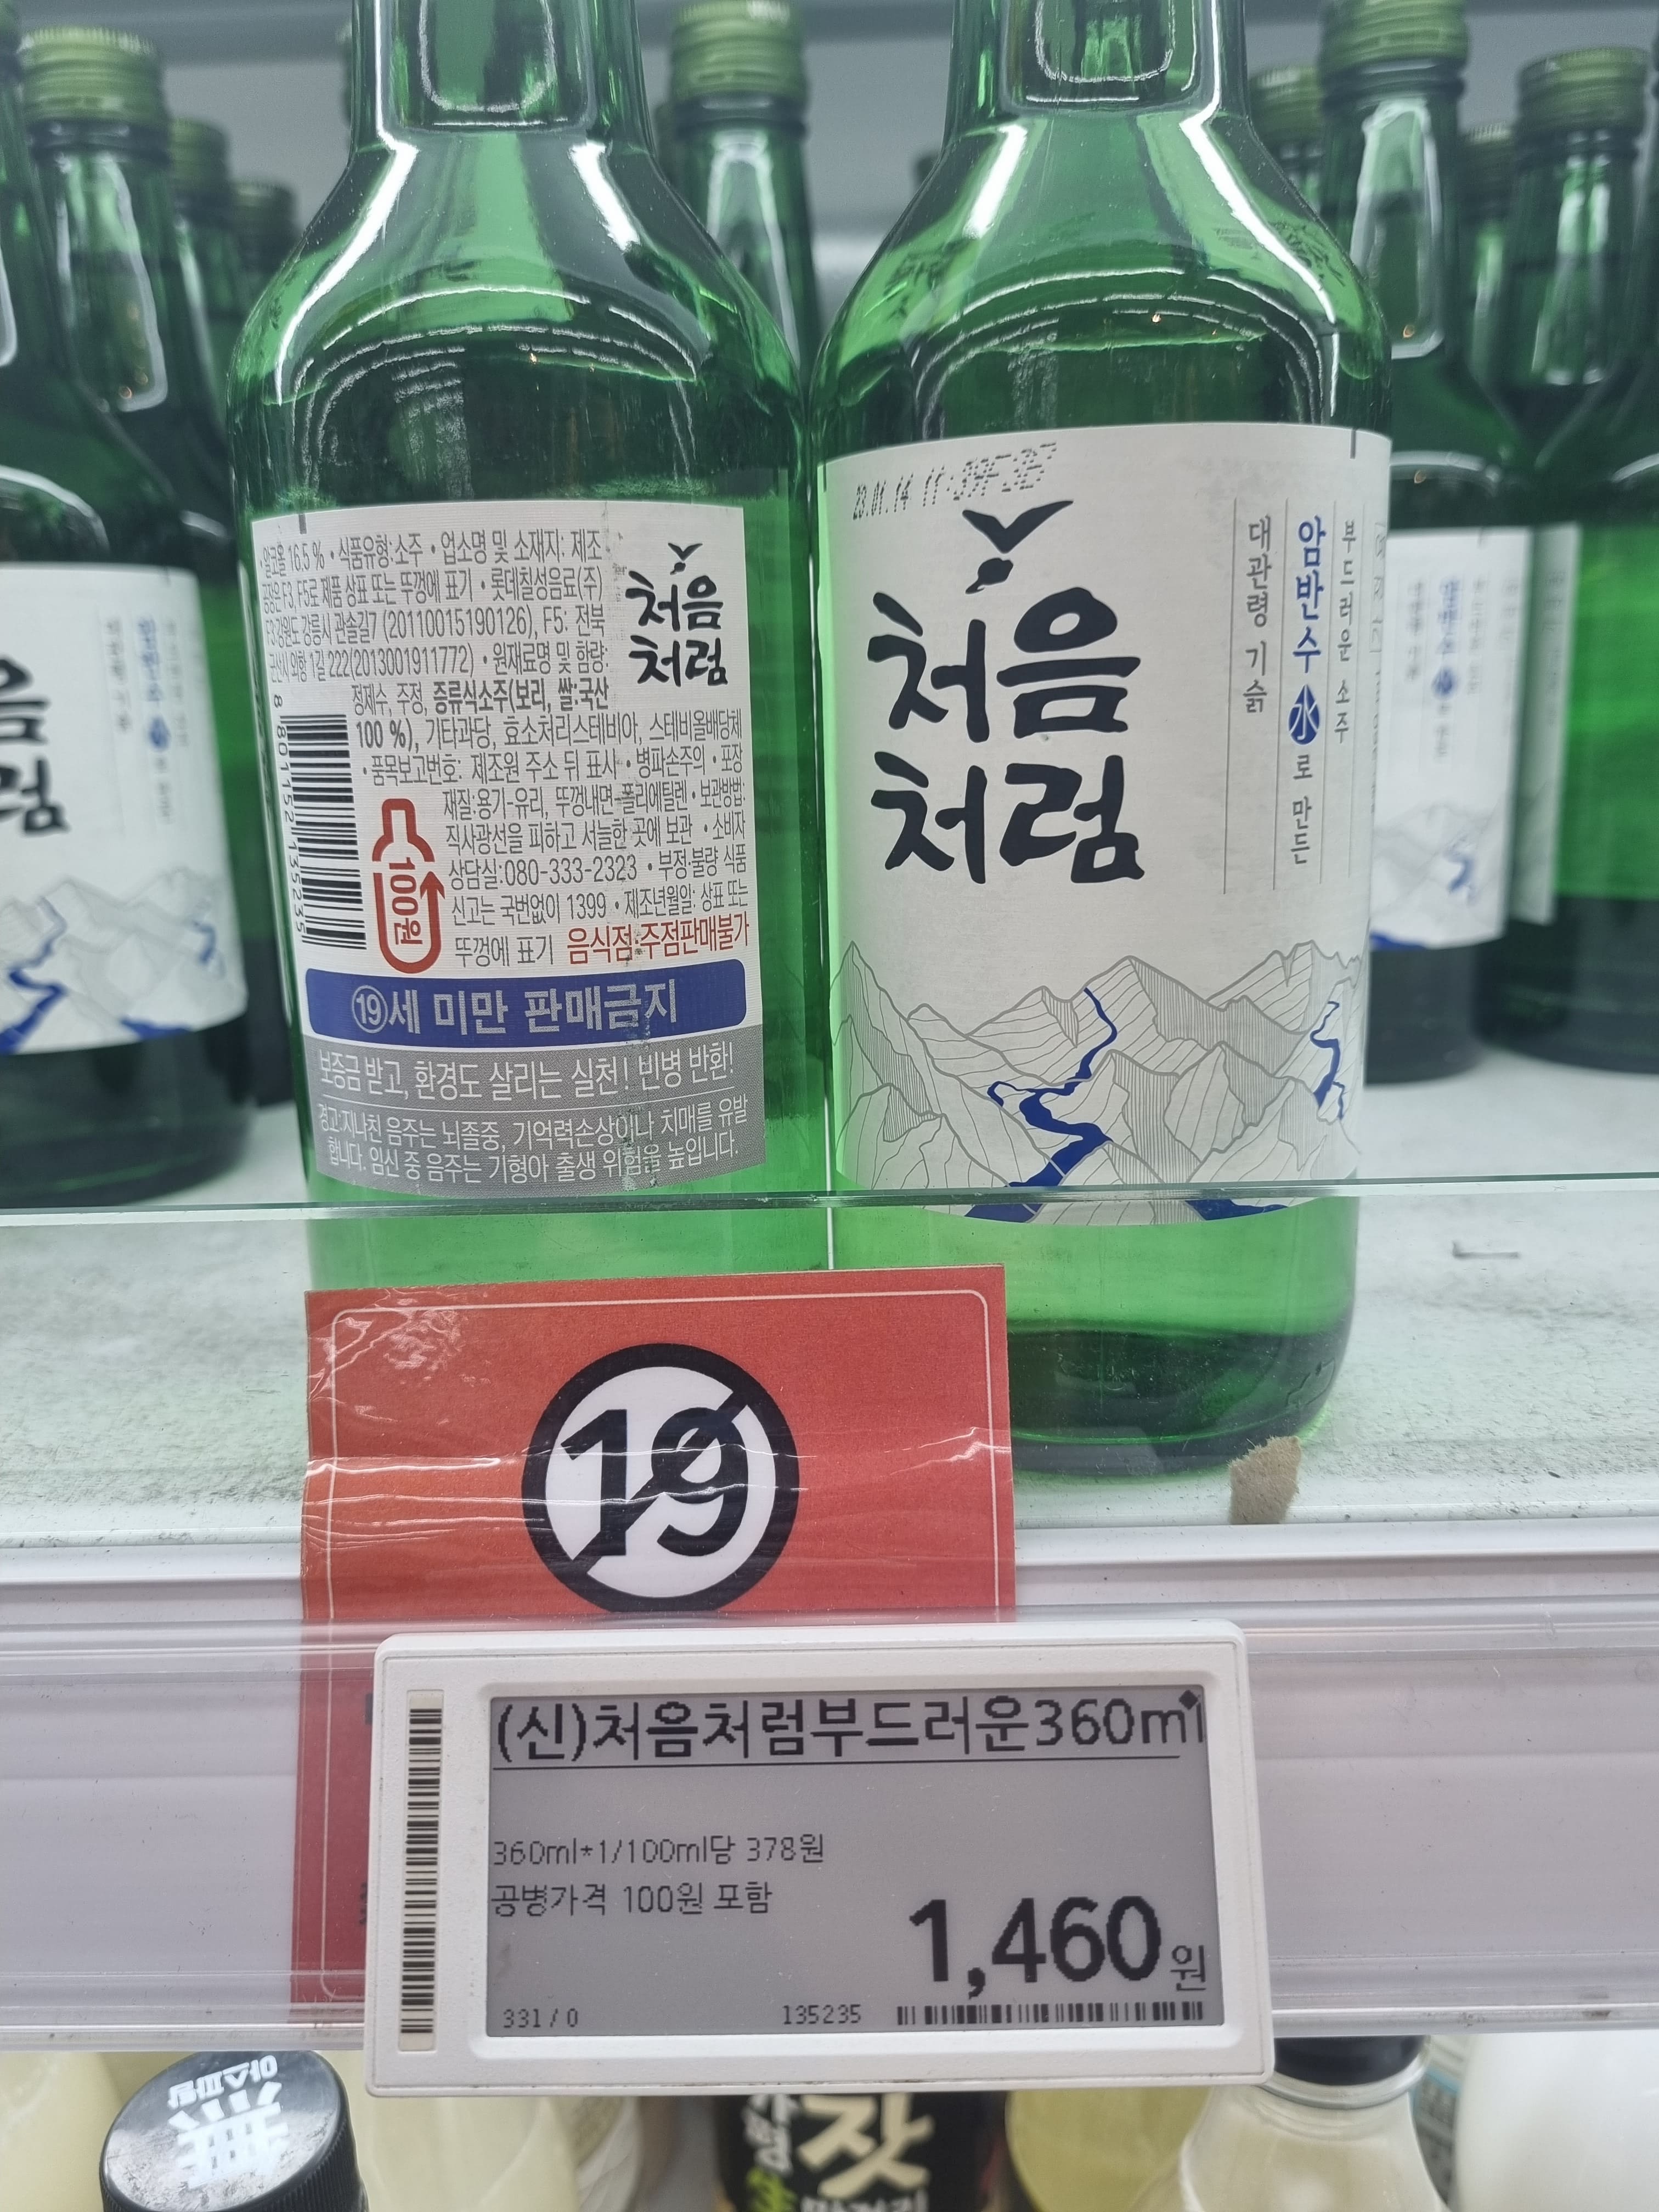 알코올 16.5 % • 식품유형:소주 • 업소명 및 소재지: 제조
공장은 F3, F5로 제품 상표 또는 뚜껑에 표기 • 롯데칠성음료(주)
F3:강원도 강릉시 관솔길7 (20110015190126), F5: 전북
군산시 외항 1길 222(2013001911772) • 원재료명 및 함량:
정제수, 주정, 증류식소주(보리, 쌀:국산
100 %), 기타과당, 효소처리스테비아, 스테비올배당체
• 품목보고번호: 제조원 주소 뒤 표시 • 병파손주의 • 포장
재질:용기-유리, 뚜껑내면-폴리에틸렌 • 보관방법:
직사광선을 피하고 서늘한 곳에 보관 • 소비자
상담실:080-333-2323 • 부정·불량 식품
신고는 국번없이 1399 • 제조년월일: 상표 또는
뚜껑에 표기 음식점·주점판매불가
처음
처럼
8 801152 135235
100원
19세 미만 판매금지
보증금 받고, 환경도 살리는 실천! 빈병 반환!
경고:지나친 음주는 뇌졸중, 기억력손상이나 치매를 유발
합니다. 임신 중 음주는 기형아 출생 위험을 높입니다.
23.01.14
처음
처럼
부드러운 소주
암반수 水로 만든
대관령 기슭
19
(신)처음처럼부드러운360ml
360ml*1/100ml당 378원
공병가격 100원 포함
1,460원
331/0
135235
無
아스파탐
잣